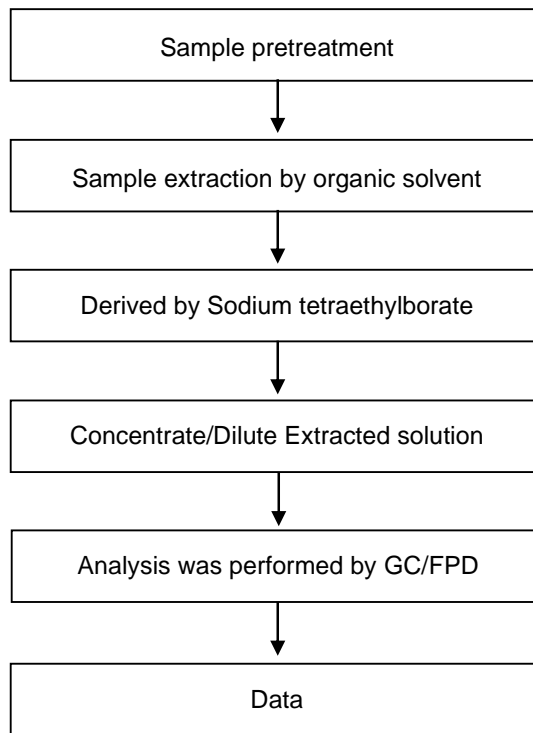 Sample pretreatment
Sample extraction by organic solvent
Derived by Sodium tetraethylborate
Concentrate/Dilute Extracted solution
Analysis was performed by GC/FPD
Data